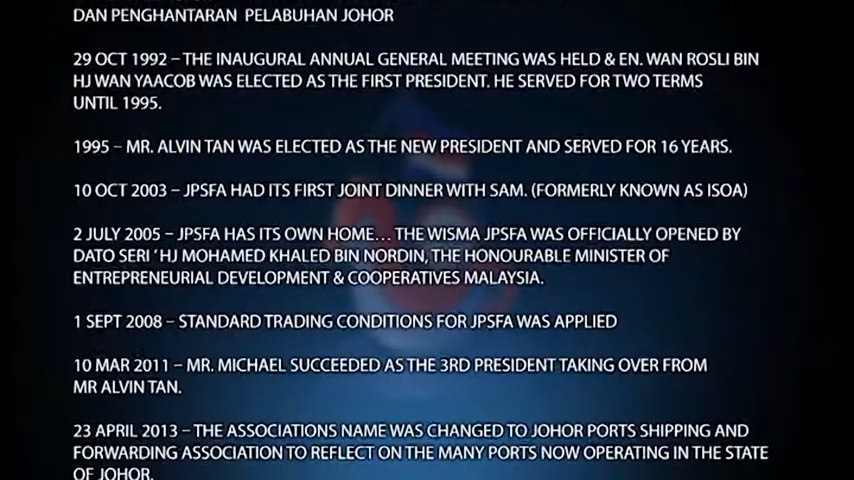 DAN PENGHANTARAN PELABUHAN JOHOR
29 OCT 1992 – THE INAUGURAL ANNUAL GENERAL MEETING WAS HELD & EN. WAN ROSLI BIN
HJ WAN YAACOB WAS ELECTED AS THE FIRST PRESIDENT. HE SERVED FOR TWO TERMS
UNTIL 1995.
1995 – MR. ALVIN TAN WAS ELECTED AS THE NEW PRESIDENT AND SERVED FOR 16 YEARS.
10 OCT 2003 – JPSFA HAD ITS FIRST JOINT DINNER WITH SAM. (FORMERLY KNOWN AS ISOA)
2 JULY 2005 – JPSFA HAS ITS OWN HOME... THE WISMA JPSFA WAS OFFICIALLY OPENED BY
DATO SERI ' HJ MOHAMED KHALED BIN NORDIN, THE HONOURABLE MINISTER OF
ENTREPRENEURIAL DEVELOPMENT & COOPERATIVES MALAYSIA.
1 SEPT 2008 – STANDARD TRADING CONDITIONS FOR JPSFA WAS APPLIED
10 MAR 2011 – MR. MICHAEL SUCCEEDED AS THE 3RD PRESIDENT TAKING OVER FROM
MR ALVIN TAN.
23 APRIL 2013 – THE ASSOCIATIONS NAME WAS CHANGED TO JOHOR PORTS SHIPPING AND
FORWARDING ASSOCIATION TO REFLECT ON THE MANY PORTS NOW OPERATING IN THE STATE
OF JOHOR.